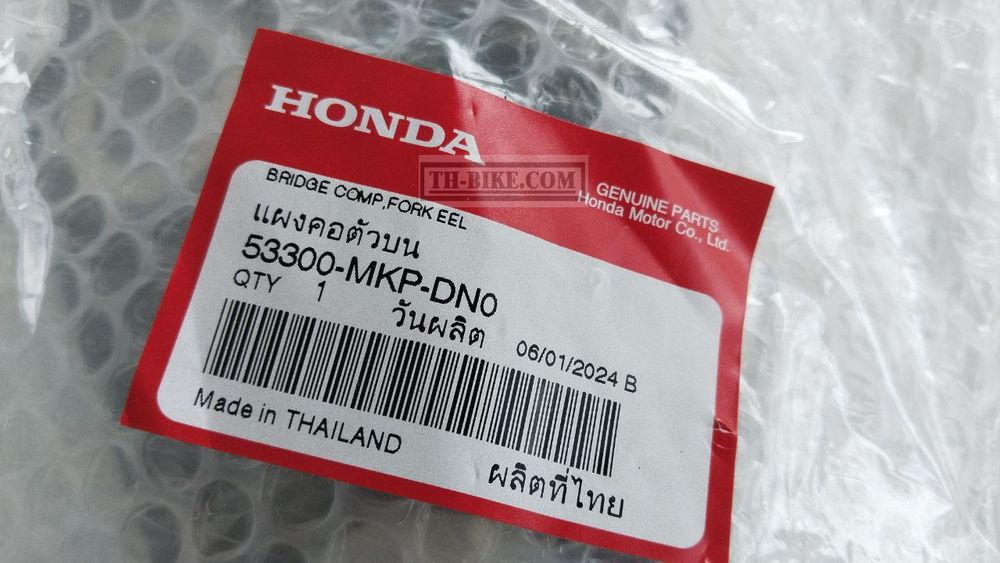 HONDA
TH-BIKE.COM
GENUINE PARTS
Honda Motor Co., Ltd.
BRIDGE COMP,FORK EEL
แผงคอตัวบน
53300-MKP-DN0
QTY 1
วันผลิต 06/01/2024 B
Made in THAILAND
ผลิตที่ไทย